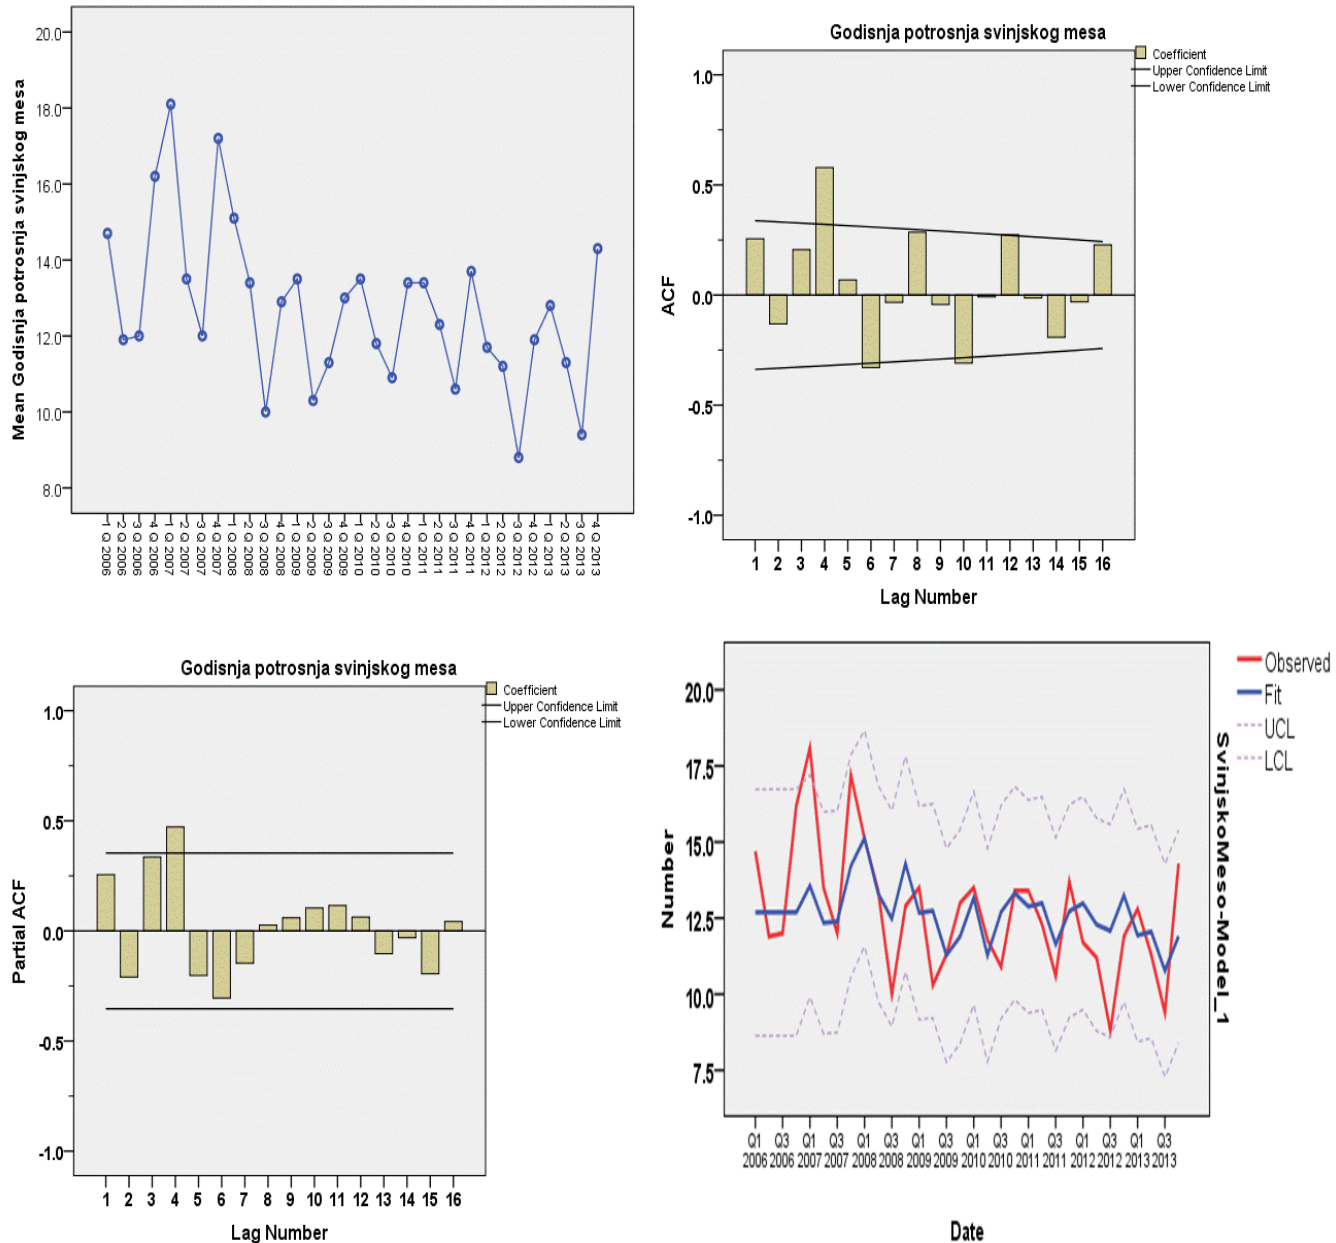 Mean Godisnja potrosnja svinjskog mesa
20.0
18.0
16.0
14.0
12.0
10.0
8.0
1 Q 2006
2 Q 2006
3 Q 2006
4 Q 2006
1 Q 2007
2 Q 2007
3 Q 2007
4 Q 2007
1 Q 2008
2 Q 2008
3 Q 2008
4 Q 2008
1 Q 2009
2 Q 2009
3 Q 2009
4 Q 2009
1 Q 2010
2 Q 2010
3 Q 2010
4 Q 2010
1 Q 2011
2 Q 2011
3 Q 2011
4 Q 2011
1 Q 2012
2 Q 2012
3 Q 2012
4 Q 2012
1 Q 2013
2 Q 2013
3 Q 2013
4 Q 2013
Godisnja potrosnja svinjskog mesa
Coefficient
Upper Confidence Limit
Lower Confidence Limit
ACF
1.0
0.5
0.0
-0.5
-1.0
1 2 3 4 5 6 7 8 9 10 11 12 13 14 15 16
Lag Number
Godisnja potrosnja svinjskog mesa
Coefficient
Upper Confidence Limit
Lower Confidence Limit
Partial ACF
1.0
0.5
0.0
-0.5
-1.0
1 2 3 4 5 6 7 8 9 10 11 12 13 14 15 16
Lag Number
Observed
Fit
UCL
LCL
SvinjskoMeso-Model_1
Number
20.0
17.5
15.0
12.5
10.0
7.5
Q1 Q3 Q1 Q3 Q1 Q3 Q1 Q3 Q1 Q3 Q1 Q3 Q1 Q3 Q1 Q3
2006 2006 2007 2007 2008 2008 2009 2009 2010 2010 2011 2011 2012 2012 2013 2013
Date